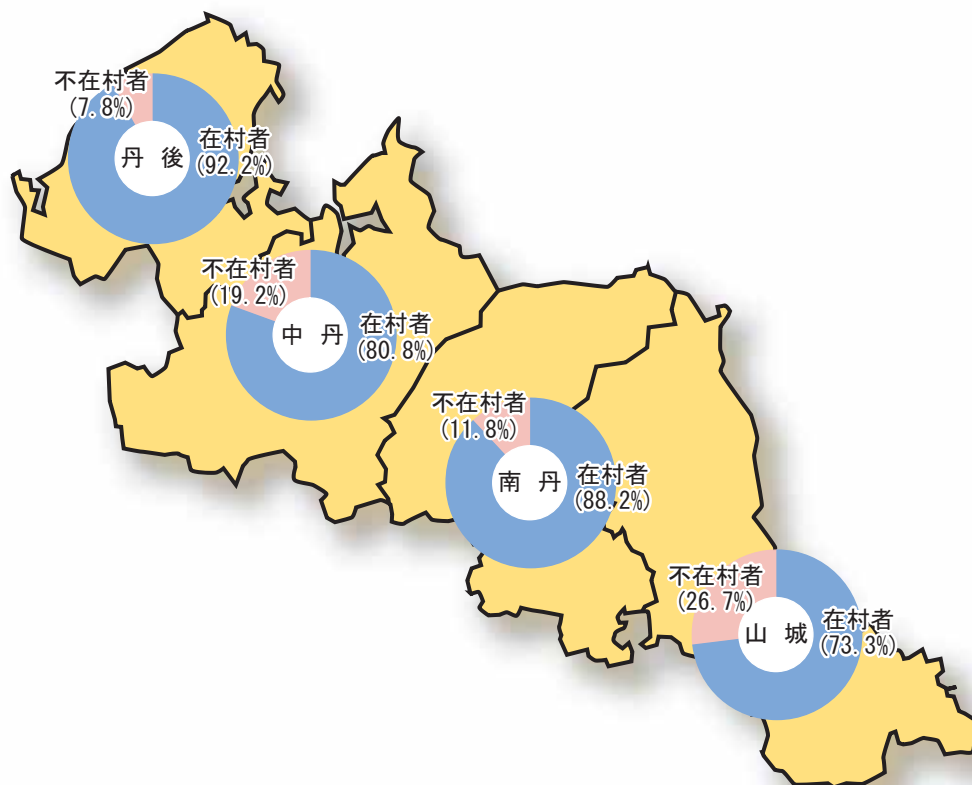 不在村者
(7.8%)
在村者
(92.2%)
丹 後
不在村者
(19.2%)
在村者
(80.8%)
中 丹
不在村者
(11.8%)
在村者
(88.2%)
南 丹
不在村者
(26.7%)
在村者
(73.3%)
山 城